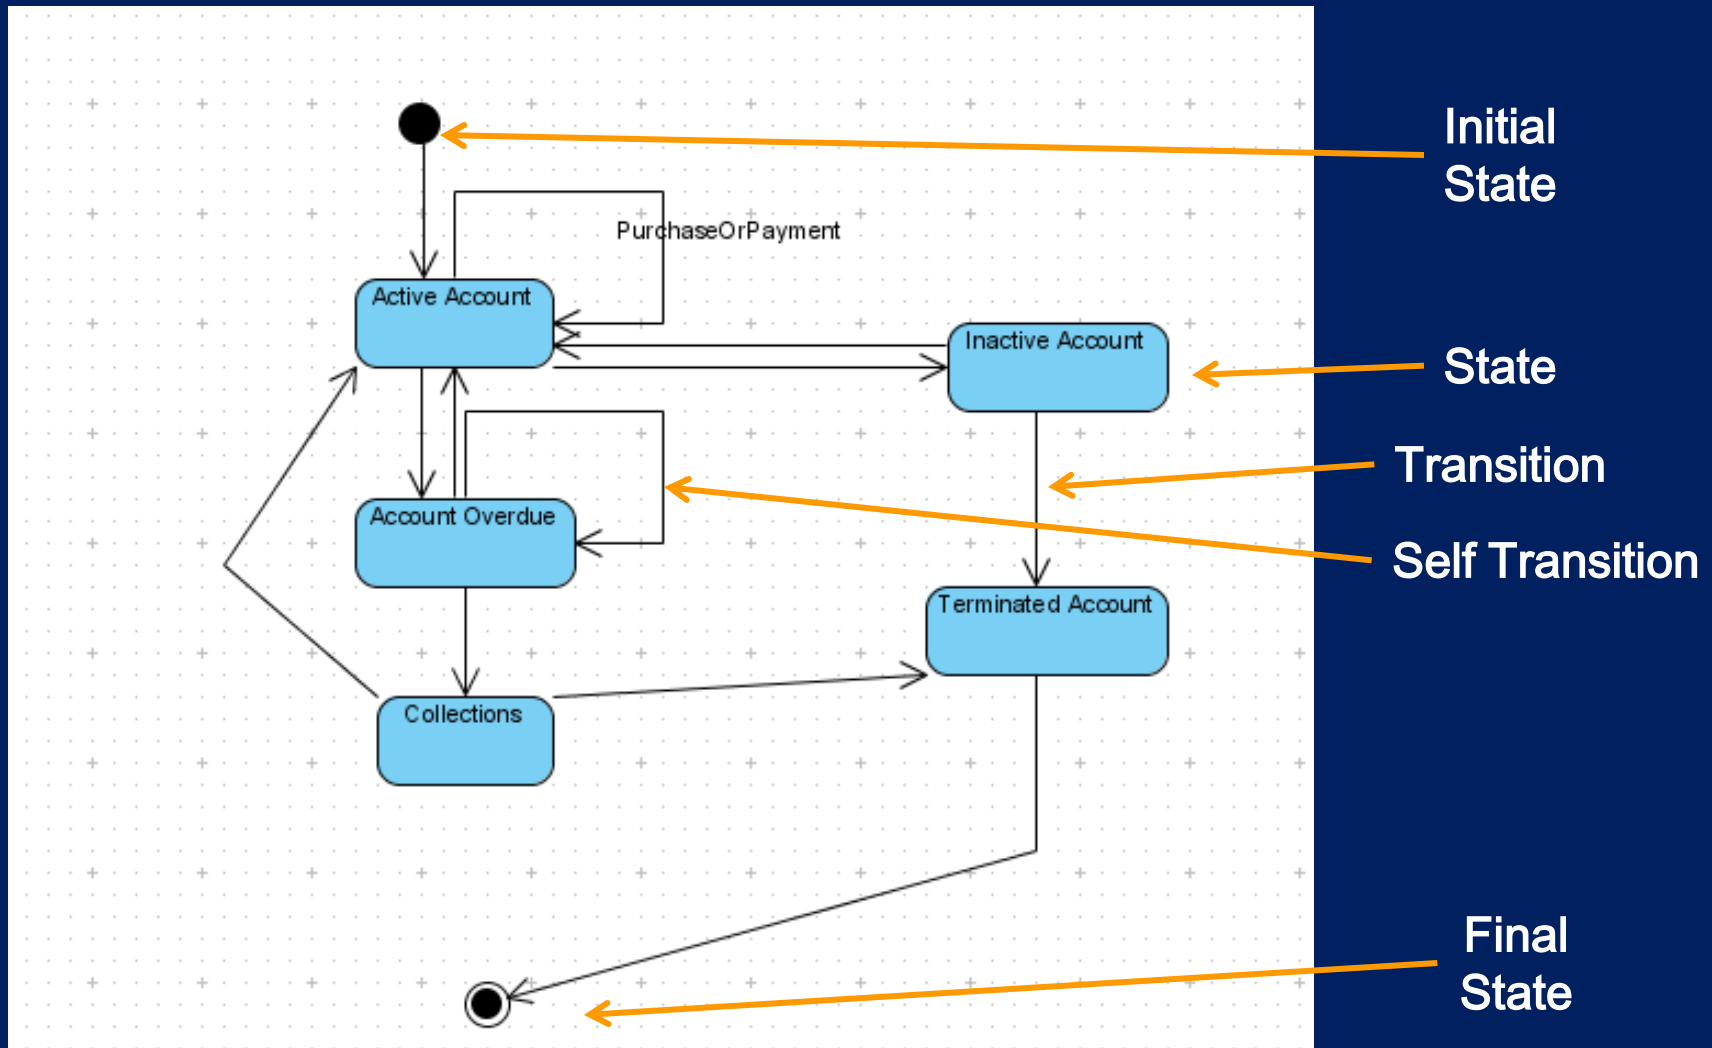 Initial
State
PurchaseOrPayment
Active Account
Inactive Account
State
Transition
Account Overdue
Self Transition
Terminated Account
Collections
Final
State